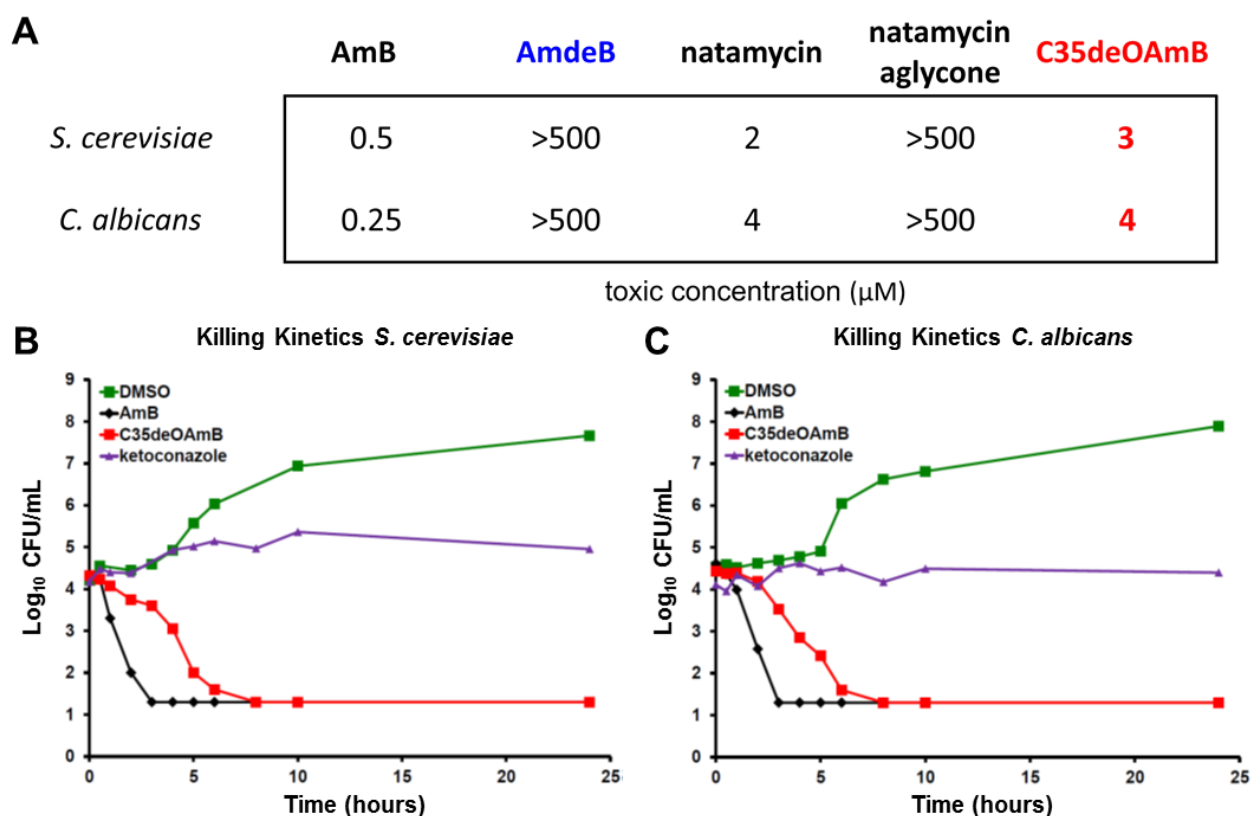 A
AmB AmdeB natamycin natamycin aglycone C35deOAmB
S. cerevisiae 0.5 >500 2 >500 3
C. albicans 0.25 >500 4 >500 4
toxic concentration (μM)
B Killing Kinetics S. cerevisiae
Log10 CFU/mL
9
8
7
6
5
4
3
2
1
0
DMSO
AmB
C35deOAmB
ketoconazole
0 5 10 15 20 25
Time (hours)
C Killing Kinetics C. albicans
Log10 CFU/mL
9
8
7
6
5
4
3
2
1
0
DMSO
AmB
C35deOAmB
ketoconazole
0 5 10 15 20 25
Time (hours)